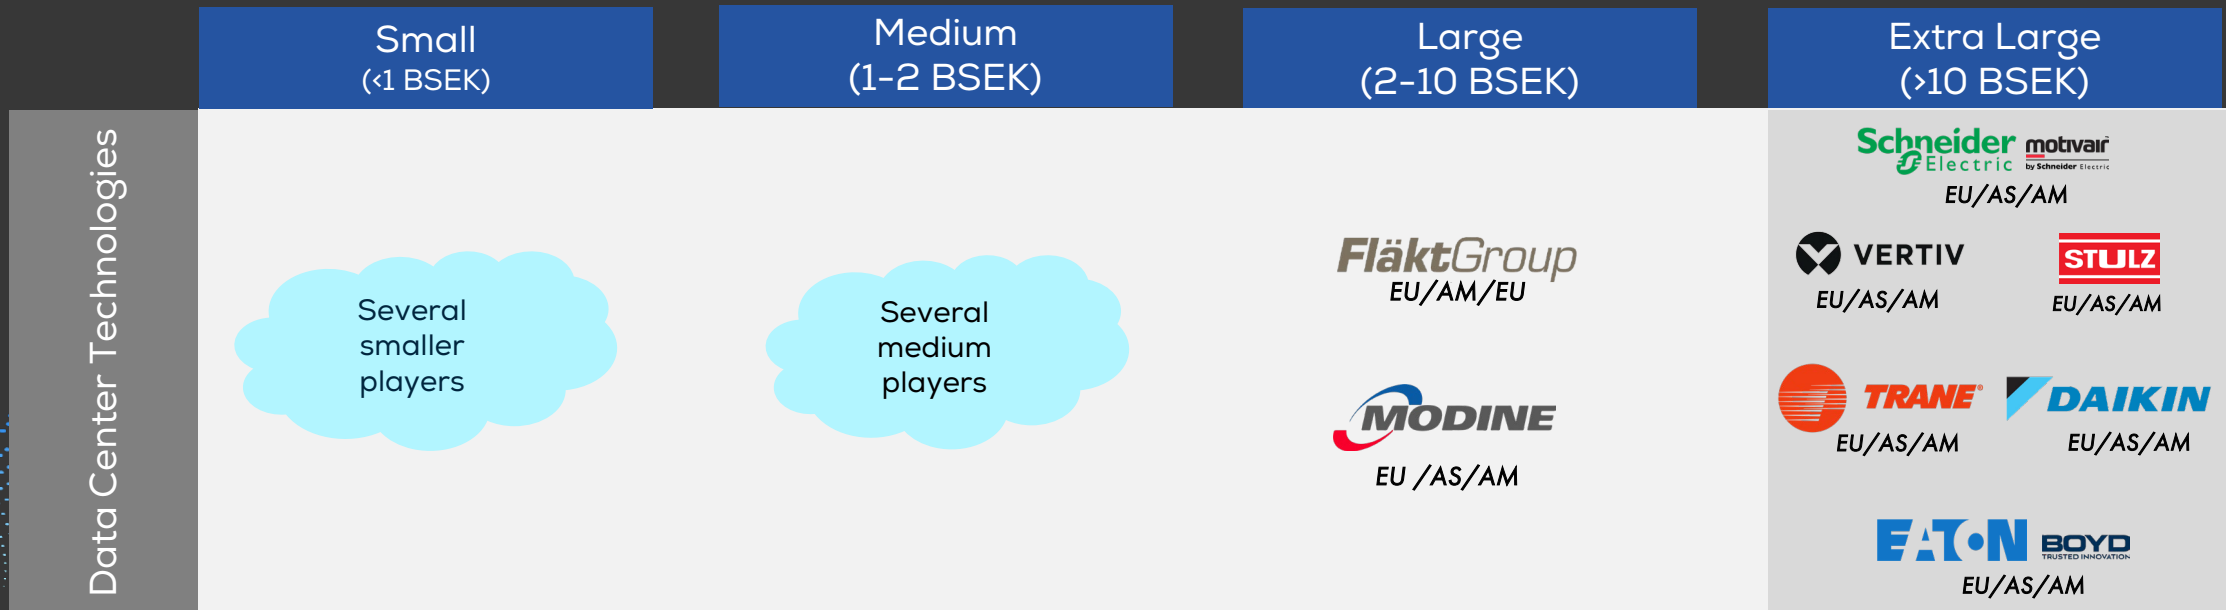 Small
(<1 BSEK)
Medium
(1-2 BSEK)
Large
(2-10 BSEK)
Extra Large
(>10 BSEK)
Data Center Technologies
Several
smaller
players
Several
medium
players
FläktGroup
EU/AM/EU
MODINE
EU /AS/AM
Schneider
Electric
motivair
by Schneider Electric
EU/AS/AM
VERTIV
EU/AS/AM
STULZ
EU/AS/AM
TRANE®
EU/AS/AM
DAIKIN
EU/AS/AM
EATON
BOYD
TRUSTED INNOVATION
EU/AS/AM